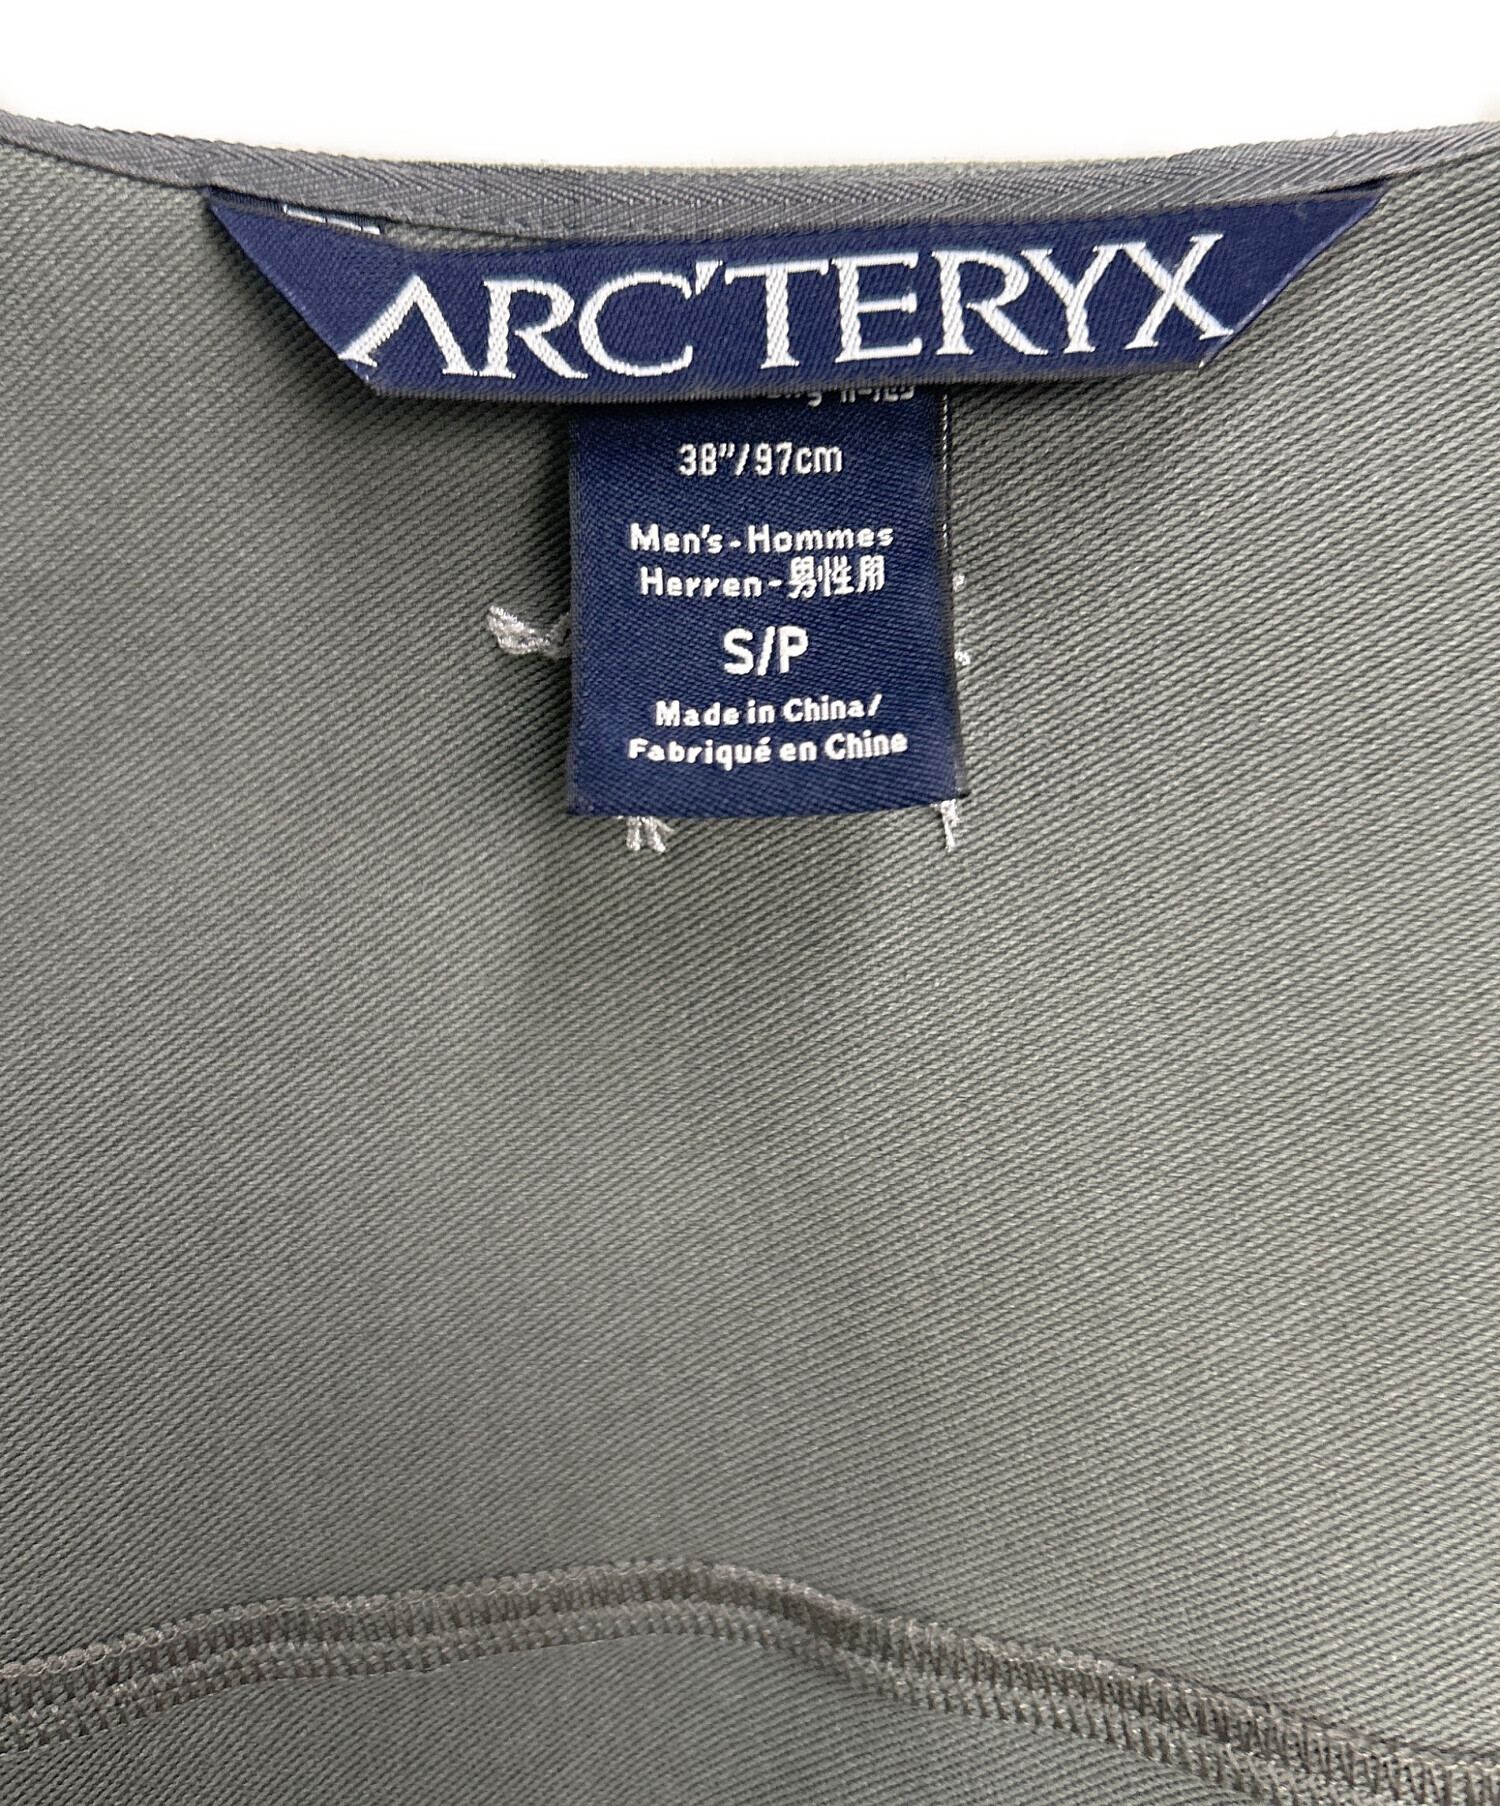 ARC'TERYX
38"/97cm
Men's - Hommes
Herren - 男性用
S/P
Made in China/
Fabriqué en Chine